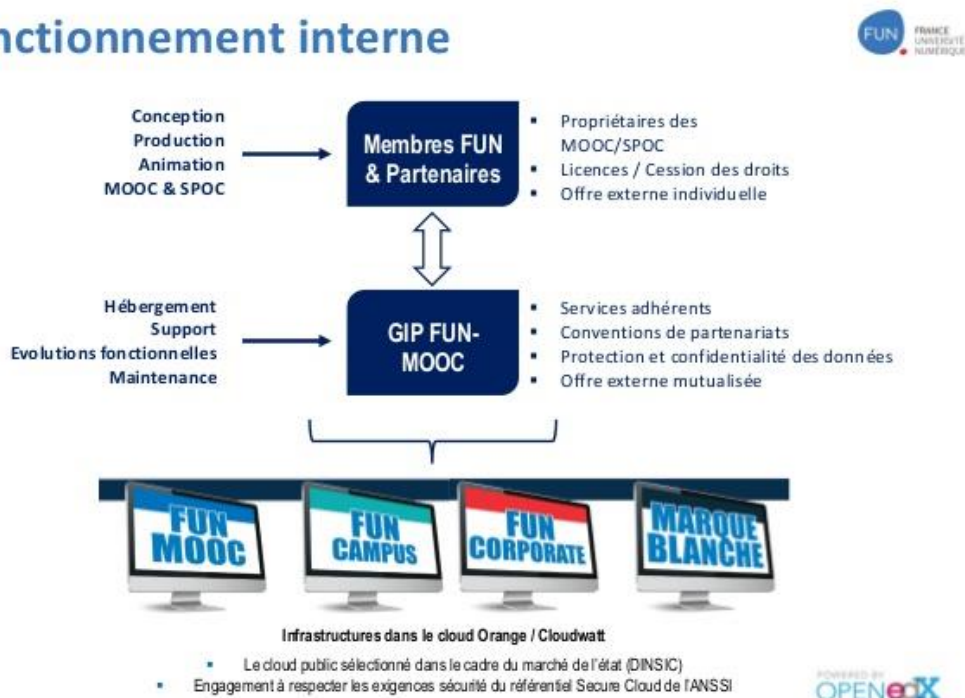 nctionnement interne
FUN
FRANCE
UNIVERSITÉ
NUMÉRIQUE
Conception
Production
Animation
MOOC & SPOC
Membres FUN
& Partenaires
▪ Propriétaires des
MOOC/SPOC
▪ Licences / Cession des droits
▪ Offre externe individuelle
Hébergement
Support
Evolutions fonctionnelles
Maintenance
GIP FUN-
MOOC
▪ Services adhérents
▪ Conventions de partenariats
▪ Protection et confidentialité des données
▪ Offre externe mutualisée
FUN
MOOC
FUN
CAMPUS
FUN
CORPORATE
MARQUE
BLANCHE
Infrastructures dans le cloud Orange / Cloudwatt
▪ Le cloud public sélectionné dans le cadre du marché de l'état (DINSIC)
▪ Engagement à respecter les exigences sécurité du référentiel Secure Cloud de l'ANSSI
POWERED BY
OPEN edX